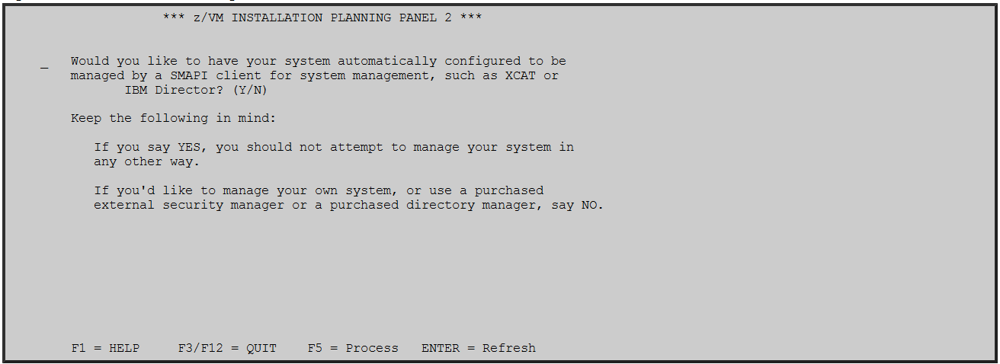 *** z/VM INSTALLATION PLANNING PANEL 2 ***
_ Would you like to have your system automatically configured to be
managed by a SMAPI client for system management, such as XCAT or
IBM Director? (Y/N)
Keep the following in mind:
If you say YES, you should not attempt to manage your system in
any other way.
If you'd like to manage your own system, or use a purchased
external security manager or a purchased directory manager, say NO.
F1 = HELP F3/F12 = QUIT F5 = Process ENTER = Refresh